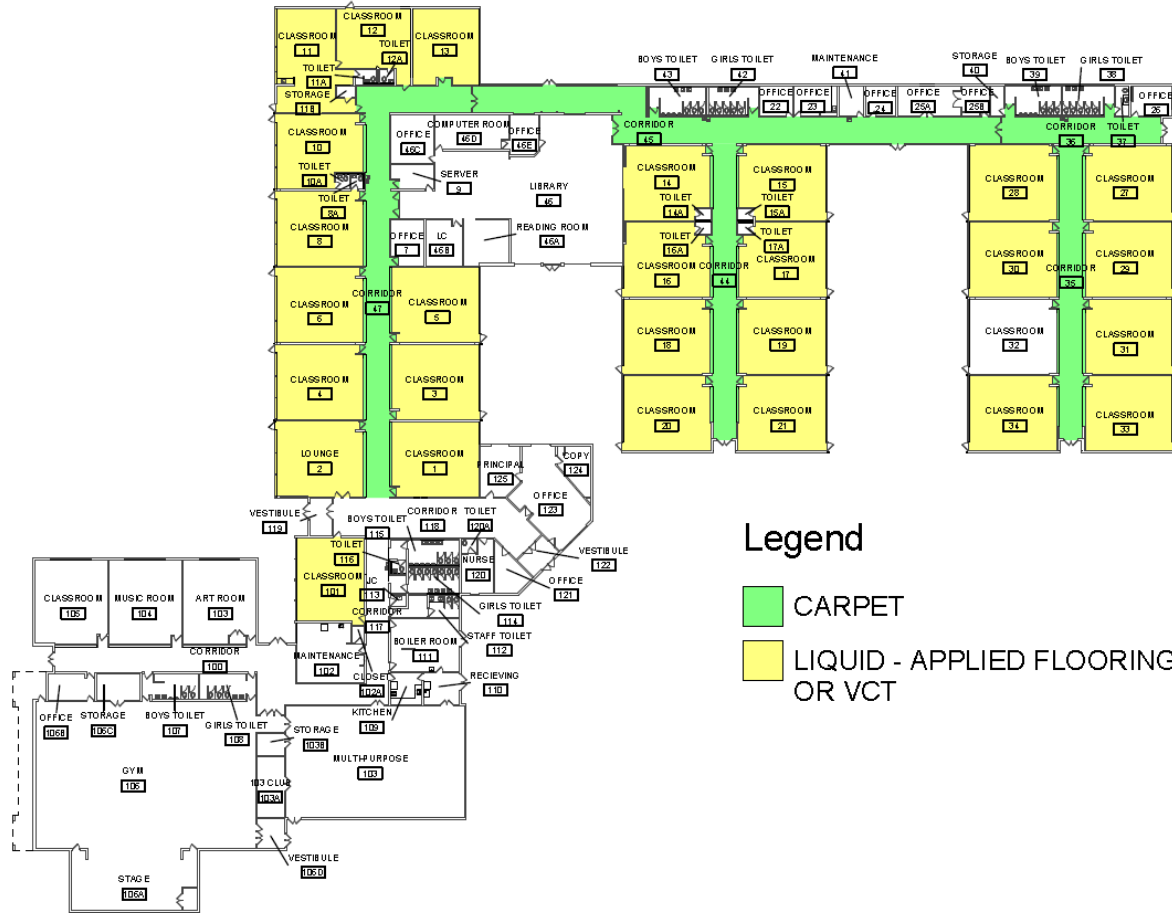 CLASSROOM
11
CLASSROOM
12
CLASSROOM
13
TOILET
11A
TOILET
12A
STORAGE
11B
BOYS TOILET
43
GIRLS TOILET
42
MAINTENANCE
41
STORAGE
40
BOYS TOILET
39
GIRLS TOILET
38
OFFICE
22
OFFICE
23
OFFICE
24
OFFICE
25A
OFFICE
25B
OFFICE
26
CLASSROOM
10
OFFICE
46C
COMPUTER ROOM
46D
OFFICE
46E
CORRIDOR
45
CORRIDOR
36
TOILET
37
TOILET
10A
SERVER
9
TOILET
8A
LIBRARY
46
CLASSROOM
14
CLASSROOM
15
CLASSROOM
28
CLASSROOM
27
TOILET
14A
TOILET
15A
CLASSROOM
8
OFFICE
7
LC
46B
READING ROOM
46A
TOILET
16A
TOILET
17A
CLASSROOM
16
CORRIDOR
44
CLASSROOM
17
CLASSROOM
30
CORRIDOR
35
CLASSROOM
29
CLASSROOM
6
CORRIDOR
47
CLASSROOM
5
CLASSROOM
18
CLASSROOM
19
CLASSROOM
32
CLASSROOM
31
CLASSROOM
4
CLASSROOM
3
CLASSROOM
20
CLASSROOM
21
CLASSROOM
34
CLASSROOM
33
LOUNGE
2
CLASSROOM
1
PRINCIPAL
125
COPY
124
OFFICE
123
VESTIBULE
119
BOYS TOILET
115
CORRIDOR
118
TOILET
120A
TOILET
116
NURSE
120
VESTIBULE
122
OFFICE
121
CLASSROOM
101
JC
113
GIRLS TOILET
114
CORRIDOR
117
STAFF TOILET
112
CLASSROOM
105
MUSIC ROOM
104
ART ROOM
103
MAINTENANCE
102
BOILER ROOM
111
CORRIDOR
100
CLOSET
102A
RECIEVING
110
KITCHEN
109
OFFICE
106B
STORAGE
106C
BOYS TOILET
107
GIRLS TOILET
108
STORAGE
103B
GYM
106
MULTI-PURPOSE
103
103 CLUB
103A
VESTIBULE
106D
STAGE
106A
Legend
CARPET
LIQUID - APPLIED FLOORING
OR VCT